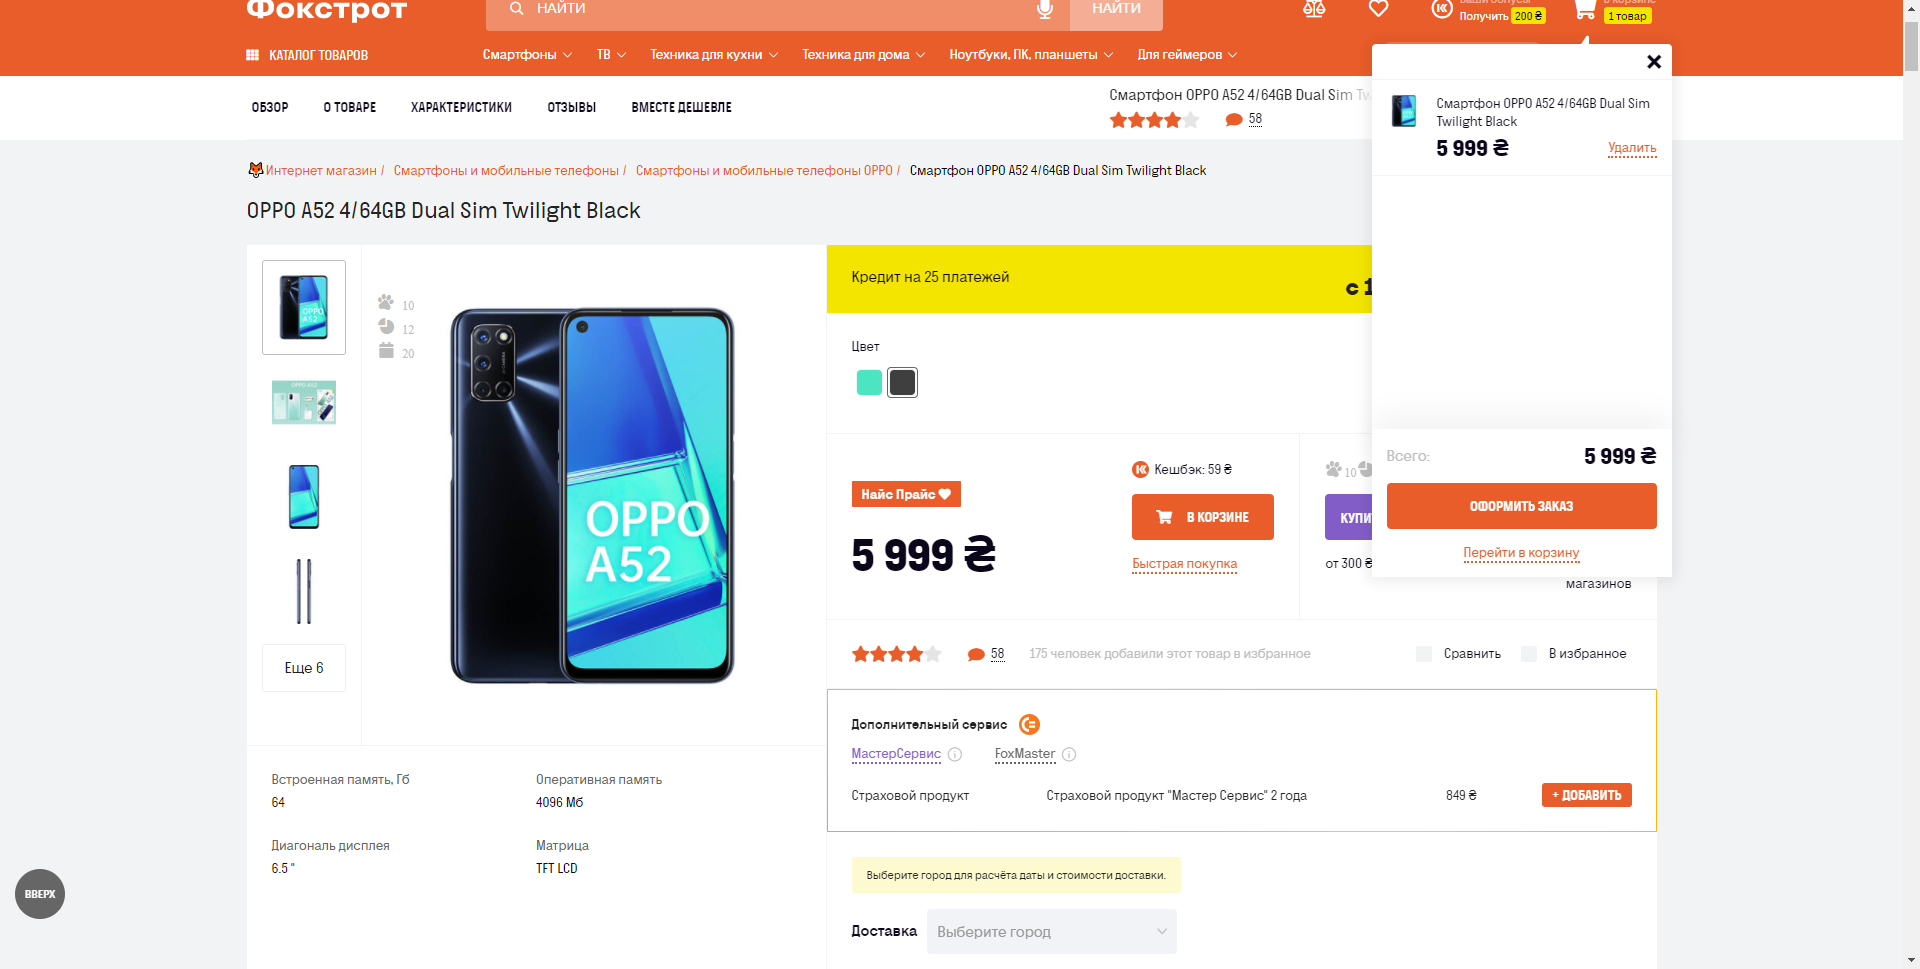 Фокстрот
НАЙТИ
НАЙТИ
Получить 200 ₴
1 товар
КАТАЛОГ ТОВАРОВ
Смартфоны
ТВ
Техника для кухни
Техника для дома
Ноутбуки, ПК, планшеты
Для геймеров
ОБЗОР
О ТОВАРЕ
ХАРАКТЕРИСТИКИ
ОТЗЫВЫ
ВМЕСТЕ ДЕШЕВЛЕ
Смартфон OPPO A52 4/64GB Dual Sim Tw
58
Смартфон OPPO A52 4/64GB Dual Sim
Twilight Black
5 999 ₴
Удалить
Всего:
5 999 ₴
ОФОРМИТЬ ЗАКАЗ
Перейти в корзину
Интернет магазин /
Смартфоны и мобильные телефоны /
Смартфоны и мобильные телефоны OPPO /
Смартфон OPPO A52 4/64GB Dual Sim Twilight Black
OPPO A52 4/64GB Dual Sim Twilight Black
10
12
20
OPPO
A52
OPPO
A52
OPPO A52
Еще 6
Кредит на 25 платежей
с 1
Цвет
Найс Прайс
5 999 ₴
Кешбэк: 59 ₴
В КОРЗИНЕ
Быстрая покупка
10
КУПИ
от 300 ₴
магазинов
58
175 человек добавили этот товар в избранное
Сравнить
В избранное
Дополнительный сервис
МастерСервис
FoxMaster
Страховой продукт
Страховой продукт "Мастер Сервис" 2 года
849 ₴
+ ДОБАВИТЬ
Выберите город для расчёта даты и стоимости доставки.
Доставка
Выберите город
Встроенная память, Гб
64
Оперативная память
4096 Мб
Диагональ дисплея
6.5 "
Матрица
TFT LCD
ВВЕРХ